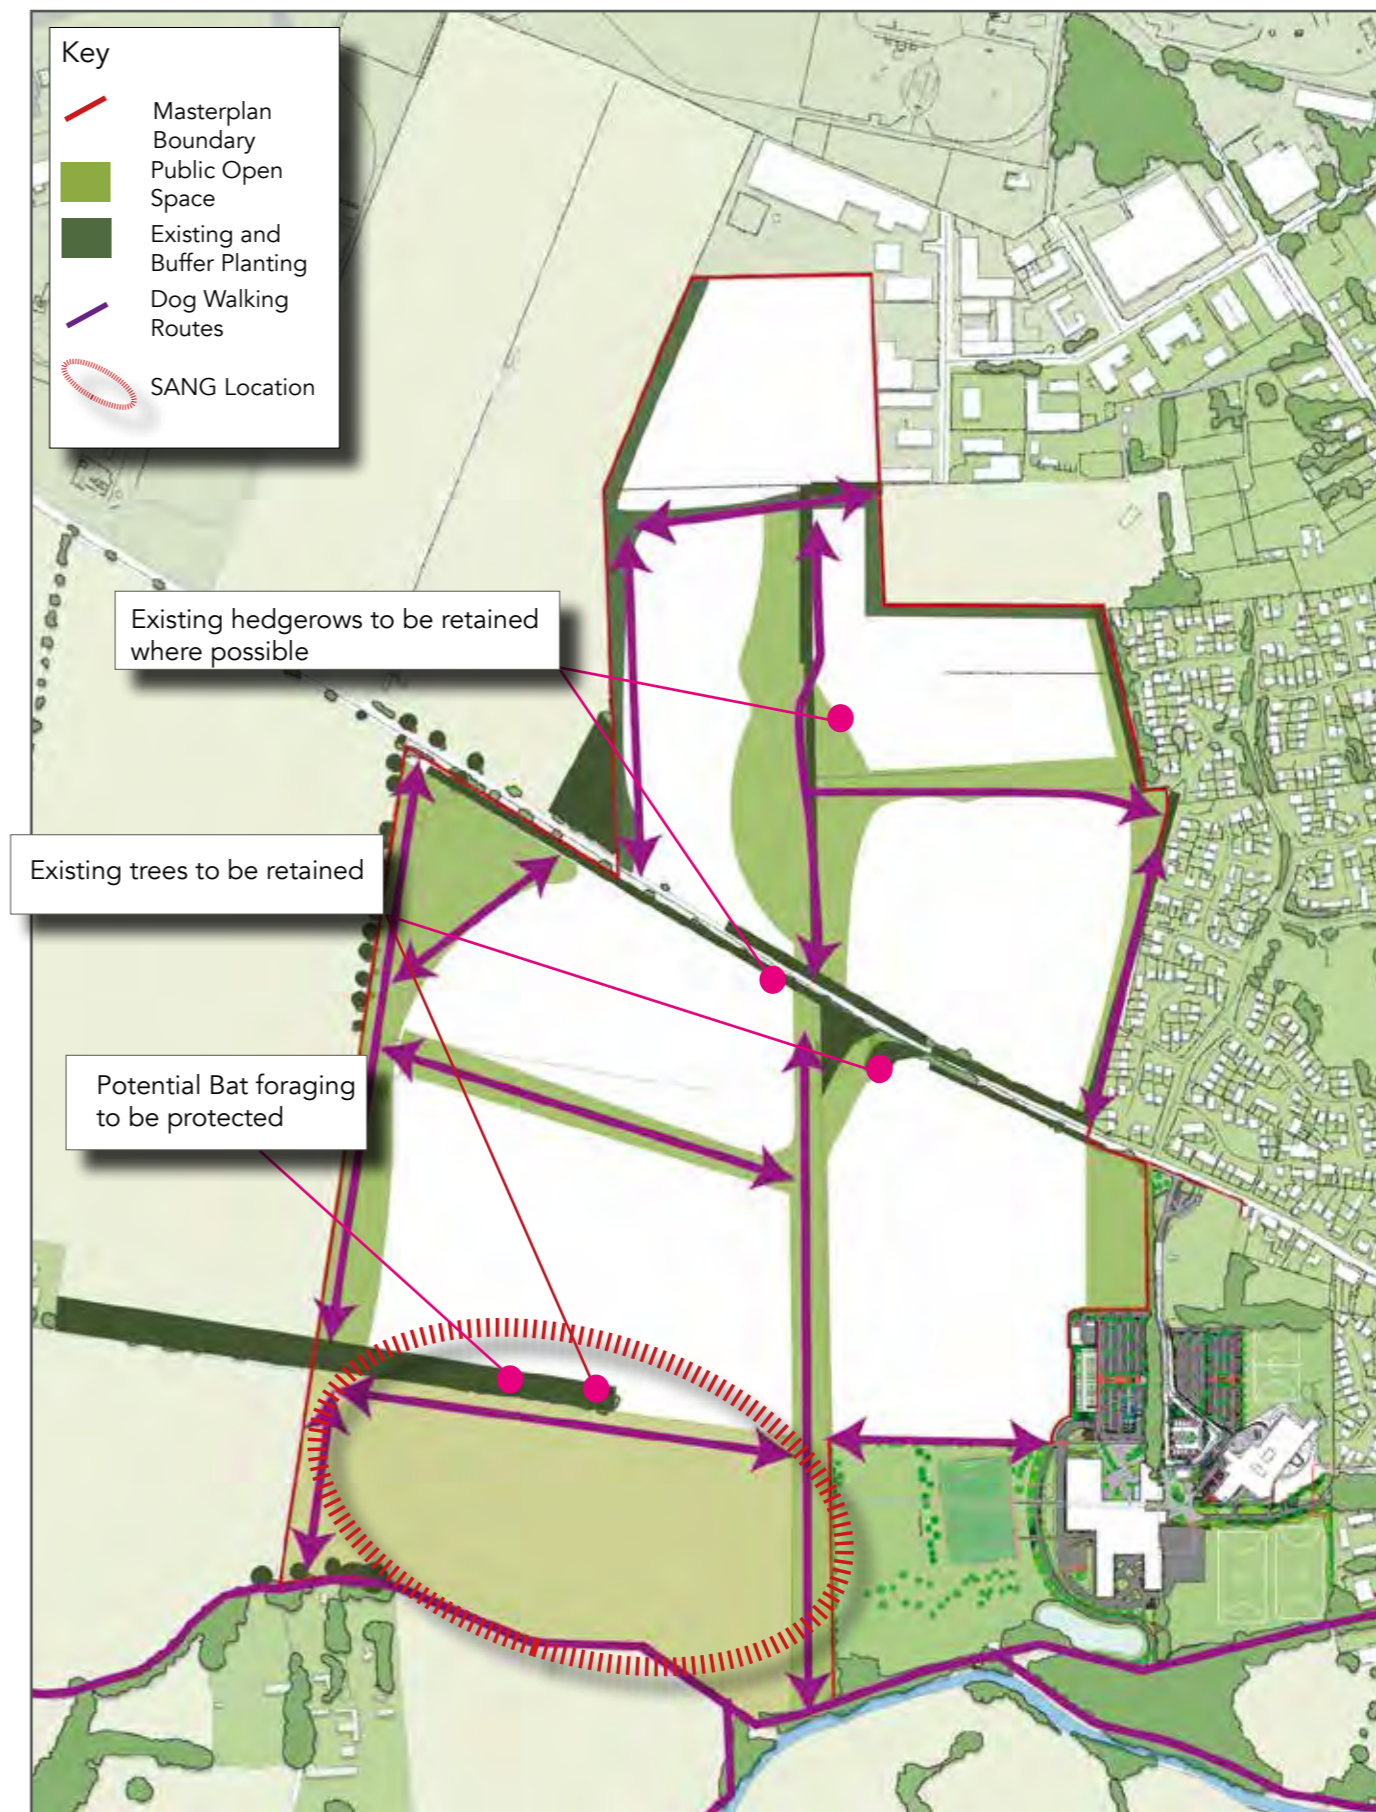 Key
Masterplan
Boundary
Public Open
Space
Existing and
Buffer Planting
Dog Walking
Routes
SANG Location
Existing hedgerows to be retained
where possible
Existing trees to be retained
Potential Bat foraging
to be protected